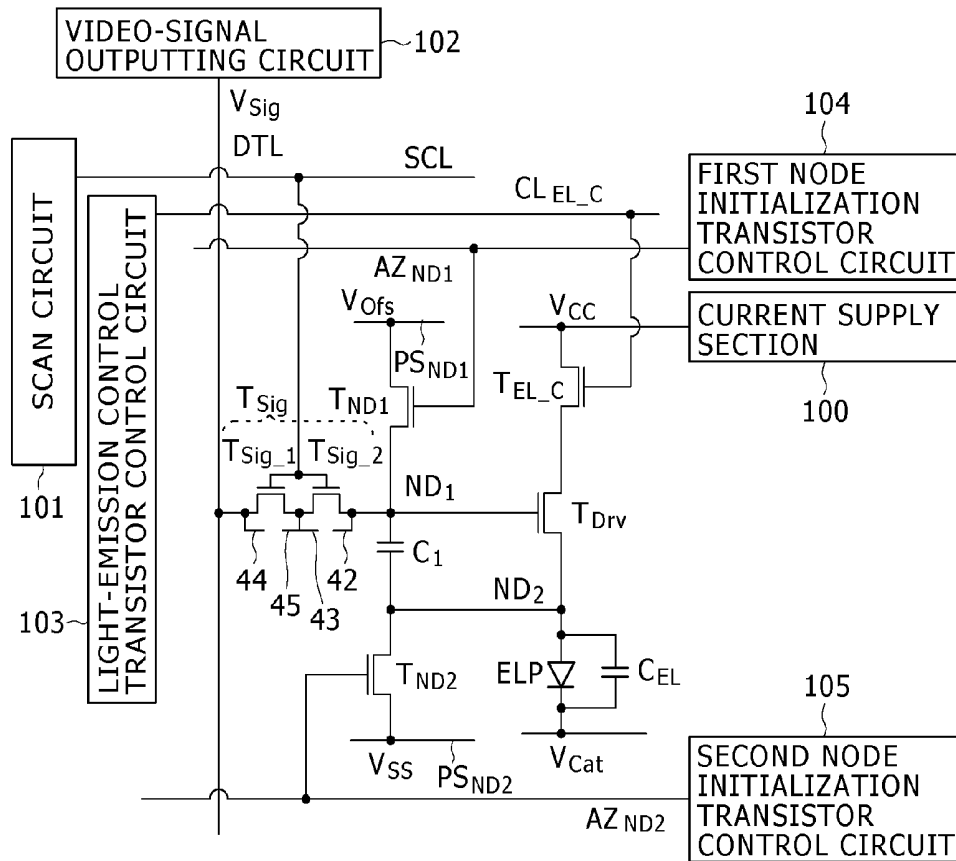 VIDEO-SIGNAL
OUTPUTTING CIRCUIT
102
VSig
DTL
SCL
104
FIRST NODE
INITIALIZATION
TRANSISTOR
CONTROL CIRCUIT
CLEL_C
AZND1
SCAN CIRCUIT
101
LIGHT-EMISSION CONTROL
TRANSISTOR CONTROL CIRCUIT
103
VOfs
PSND1
VCC
CURRENT SUPPLY
SECTION
100
TEL_C
TSig
TND1
TSig_1
TSig_2
ND1
TDrv
44
45
43
42
C1
ND2
TND2
ELP
CEL
VSS
PSND2
VCat
105
SECOND NODE
INITIALIZATION
TRANSISTOR
CONTROL CIRCUIT
AZND2